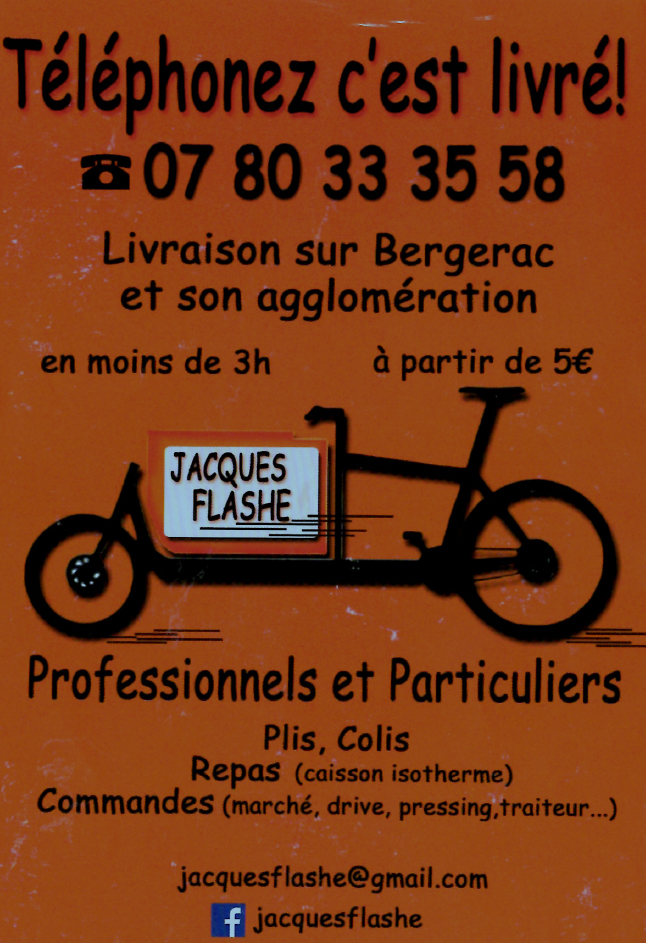 Téléphonez c'est livré!
☎ 07 80 33 35 58
Livraison sur Bergerac
et son agglomération
en moins de 3h à partir de 5€
JACQUES
FLASHE
Professionnels et Particuliers
Plis, Colis
Repas (caisson isotherme)
Commandes (marché, drive, pressing,traiteur...)
jacquesflashe@gmail.com
f jacquesflashe